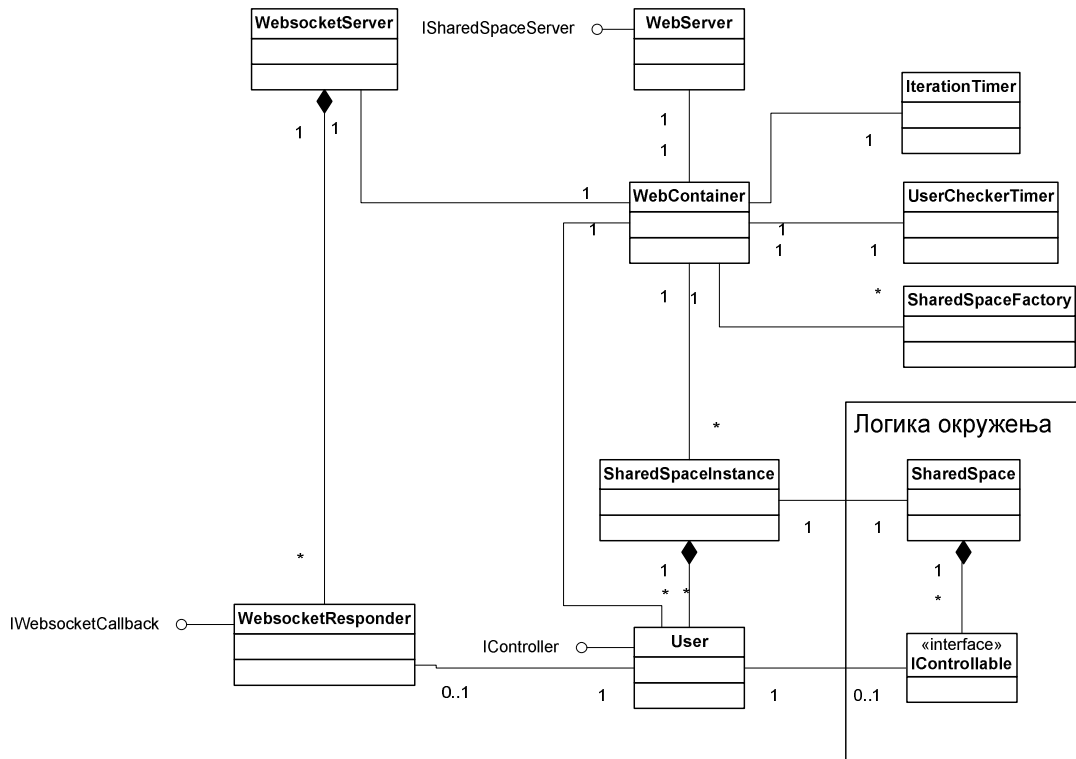 WebsocketServer
ISharedSpaceServer
WebServer
IterationTimer
1
1
1
1
1
1
WebContainer
UserCheckerTimer
1
1
1
1
1
1
*
SharedSpaceFactory
Логика окружења
*
SharedSpaceInstance
SharedSpace
1
1
*
1
1
*
*
*
WebsocketResponder
IWebsocketCallback
IController
User
«interface»
IControllable
0..1
1
1
0..1